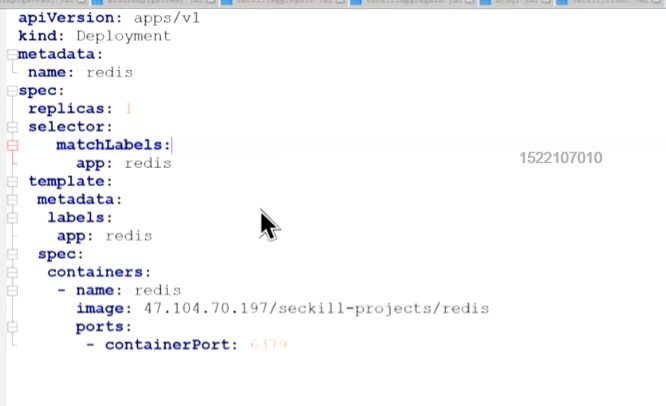 apiVersion: apps/v1
kind: Deployment
metadata:
 name: redis
spec:
 replicas: 1
 selector:
    matchLabels:
      app: redis
1522107010
 template:
  metadata:
   labels:
    app: redis
  spec:
   containers:
    - name: redis
      image: 47.104.70.197/seckill-projects/redis
      ports:
       - containerPort: 6379